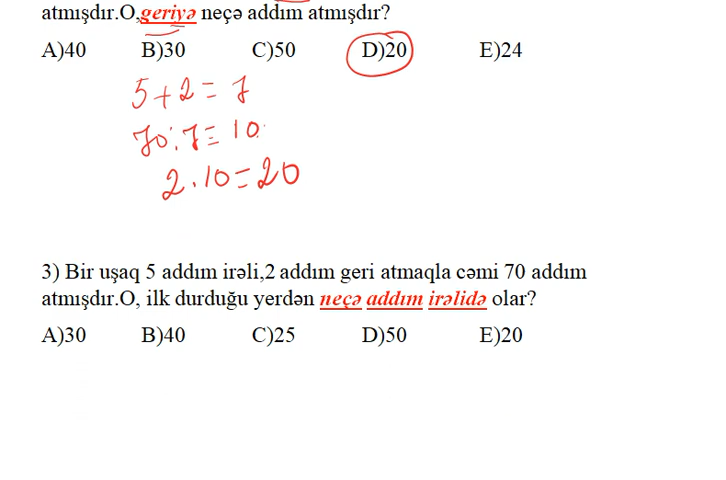 atmışdır.O,geriyə neçə addım atmışdır?
A)40 B)30 C)50 D)20 E)24
5+2=7
70:7=10
2.10=20
3) Bir uşaq 5 addım irəli,2 addım geri atmaqla cəmi 70 addım
atmışdır.O, ilk durduğu yerdən neçə addım irəlidə olar?
A)30 B)40 C)25 D)50 E)20